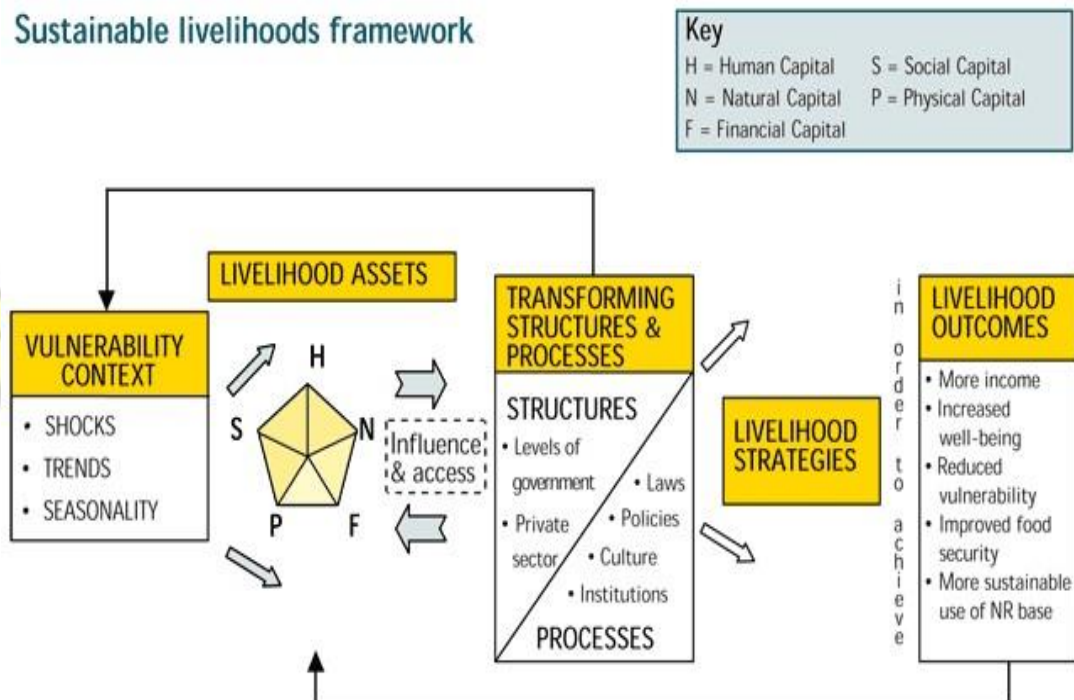 Sustainable livelihoods framework
Key
H = Human Capital
S = Social Capital
N = Natural Capital
P = Physical Capital
F = Financial Capital
LIVELIHOOD ASSETS
VULNERABILITY
CONTEXT
• SHOCKS
• TRENDS
• SEASONALITY
H
S
N
P
F
Influence
& access
TRANSFORMING
STRUCTURES &
PROCESSES
STRUCTURES
• Levels of
government
• Private
sector
• Laws
• Policies
• Culture
• Institutions
PROCESSES
LIVELIHOOD
STRATEGIES
in order to achieve
LIVELIHOOD
OUTCOMES
• More income
• Increased
well-being
• Reduced
vulnerability
• Improved food
security
• More sustainable
use of NR base